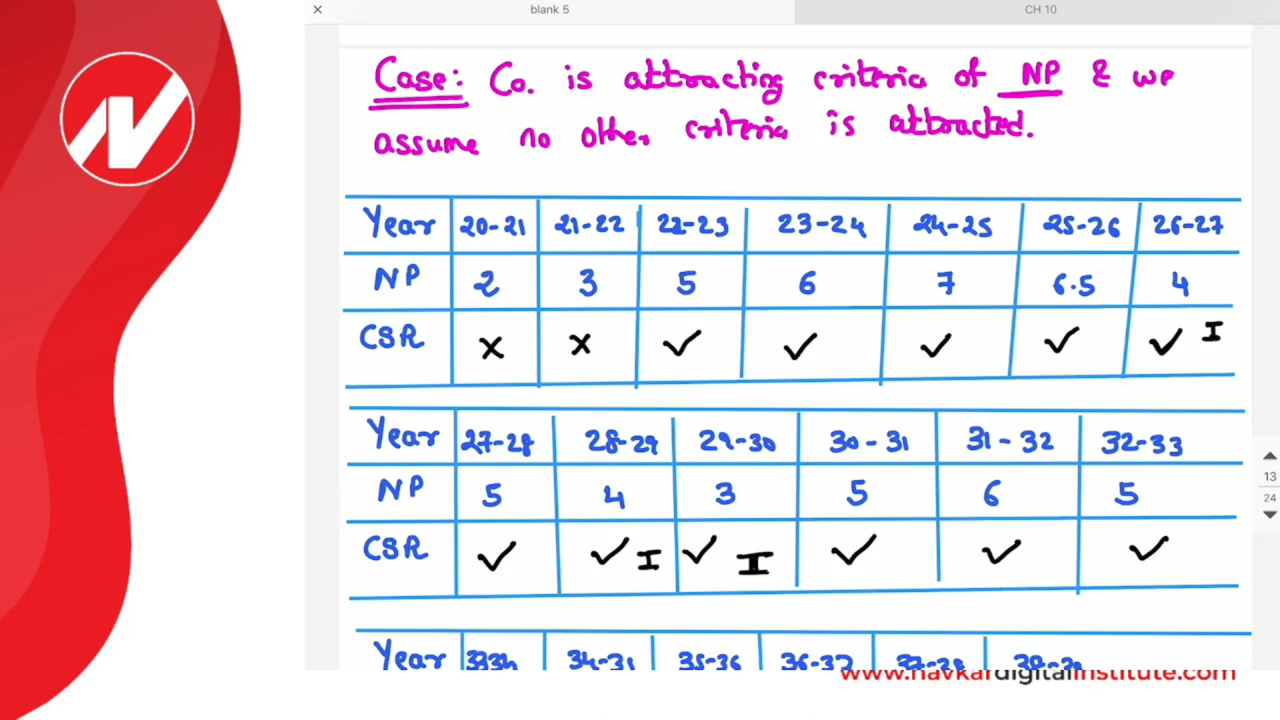 blank 5
CH 10
Case: Co. is attracting criteria of NP & we
assume no other criteria is attracted.
Year 20-21 21-22 22-23 23-24 24-25 25-26 26-27
NP 2 3 5 6 7 6.5 4
CSR × × ✓ ✓ ✓ ✓ ✓ I
Year 27-28 28-29 29-30 30-31 31-32 32-33
NP 5 4 3 5 6 5
CSR ✓ ✓ I ✓ II ✓ ✓ ✓
13
24
Year 35-36 36-37
www.navkardigitalinstitute.com